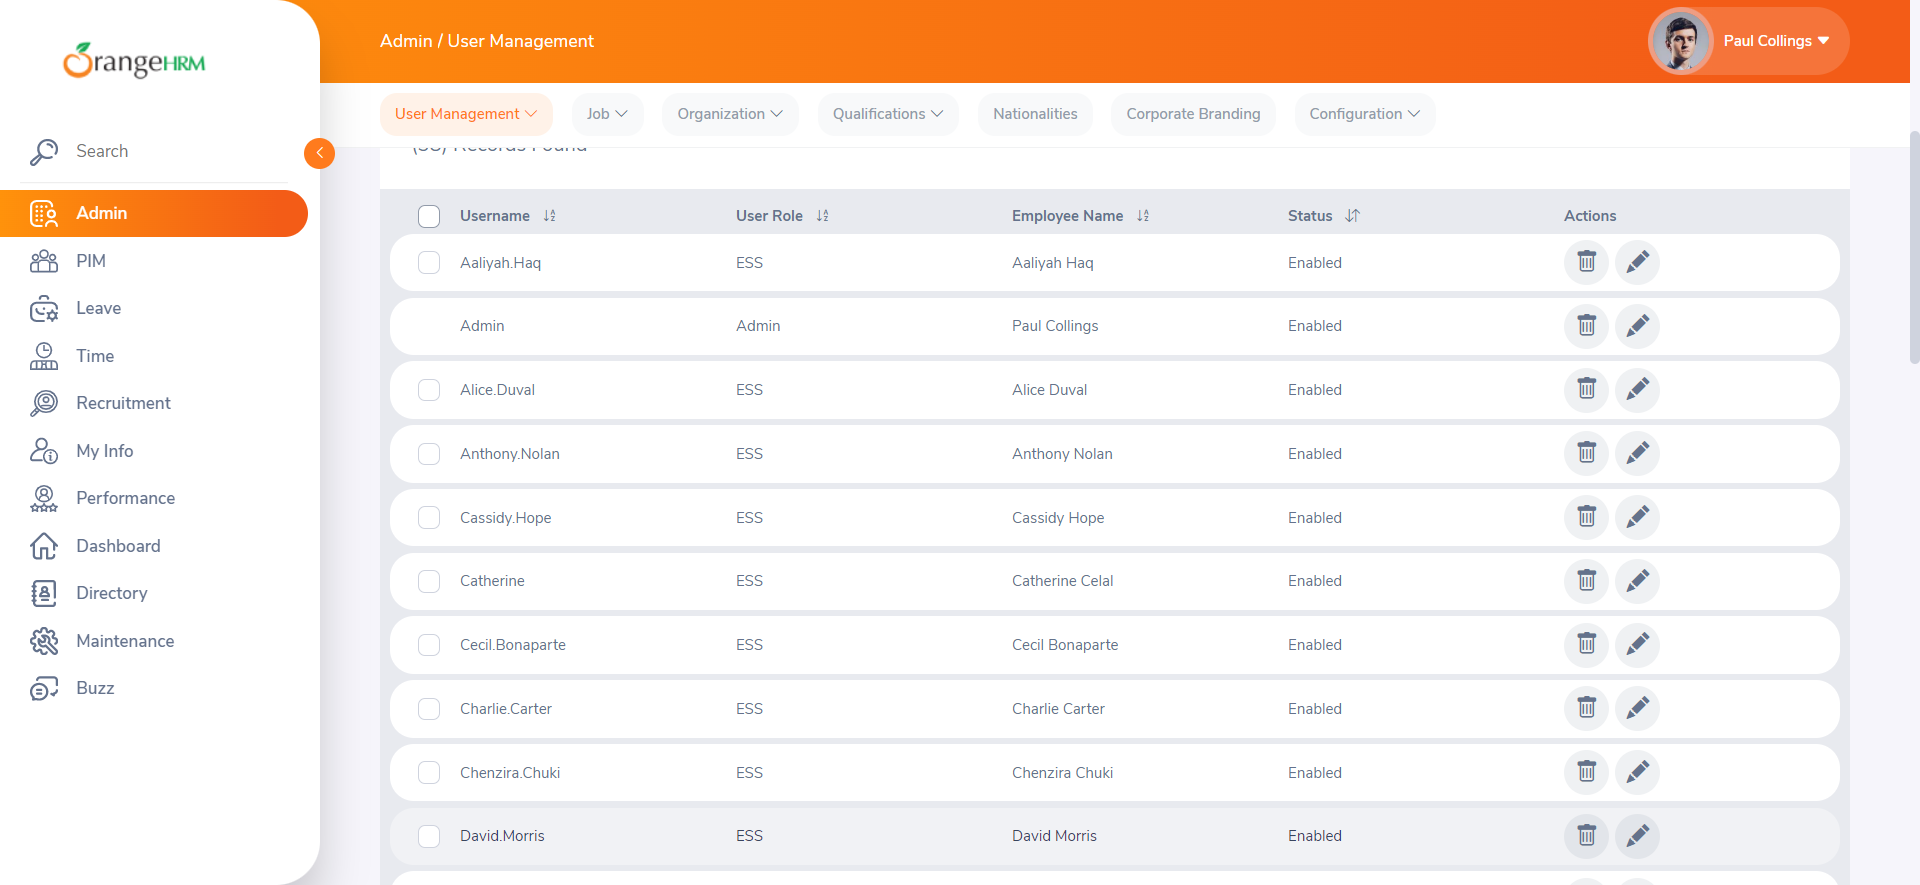 OrangeHRM
Admin / User Management
Paul Collings
User Management
Job
Organization
Qualifications
Nationalities
Corporate Branding
Configuration
Search
Admin
PIM
Leave
Time
Recruitment
My Info
Performance
Dashboard
Directory
Maintenance
Buzz
Records Found
Username User Role Employee Name Status Actions
Aaliyah.Haq ESS Aaliyah Haq Enabled
Admin Admin Paul Collings Enabled
Alice.Duval ESS Alice Duval Enabled
Anthony.Nolan ESS Anthony Nolan Enabled
Cassidy.Hope ESS Cassidy Hope Enabled
Catherine ESS Catherine Celal Enabled
Cecil.Bonaparte ESS Cecil Bonaparte Enabled
Charlie.Carter ESS Charlie Carter Enabled
Chenzira.Chuki ESS Chenzira Chuki Enabled
David.Morris ESS David Morris Enabled